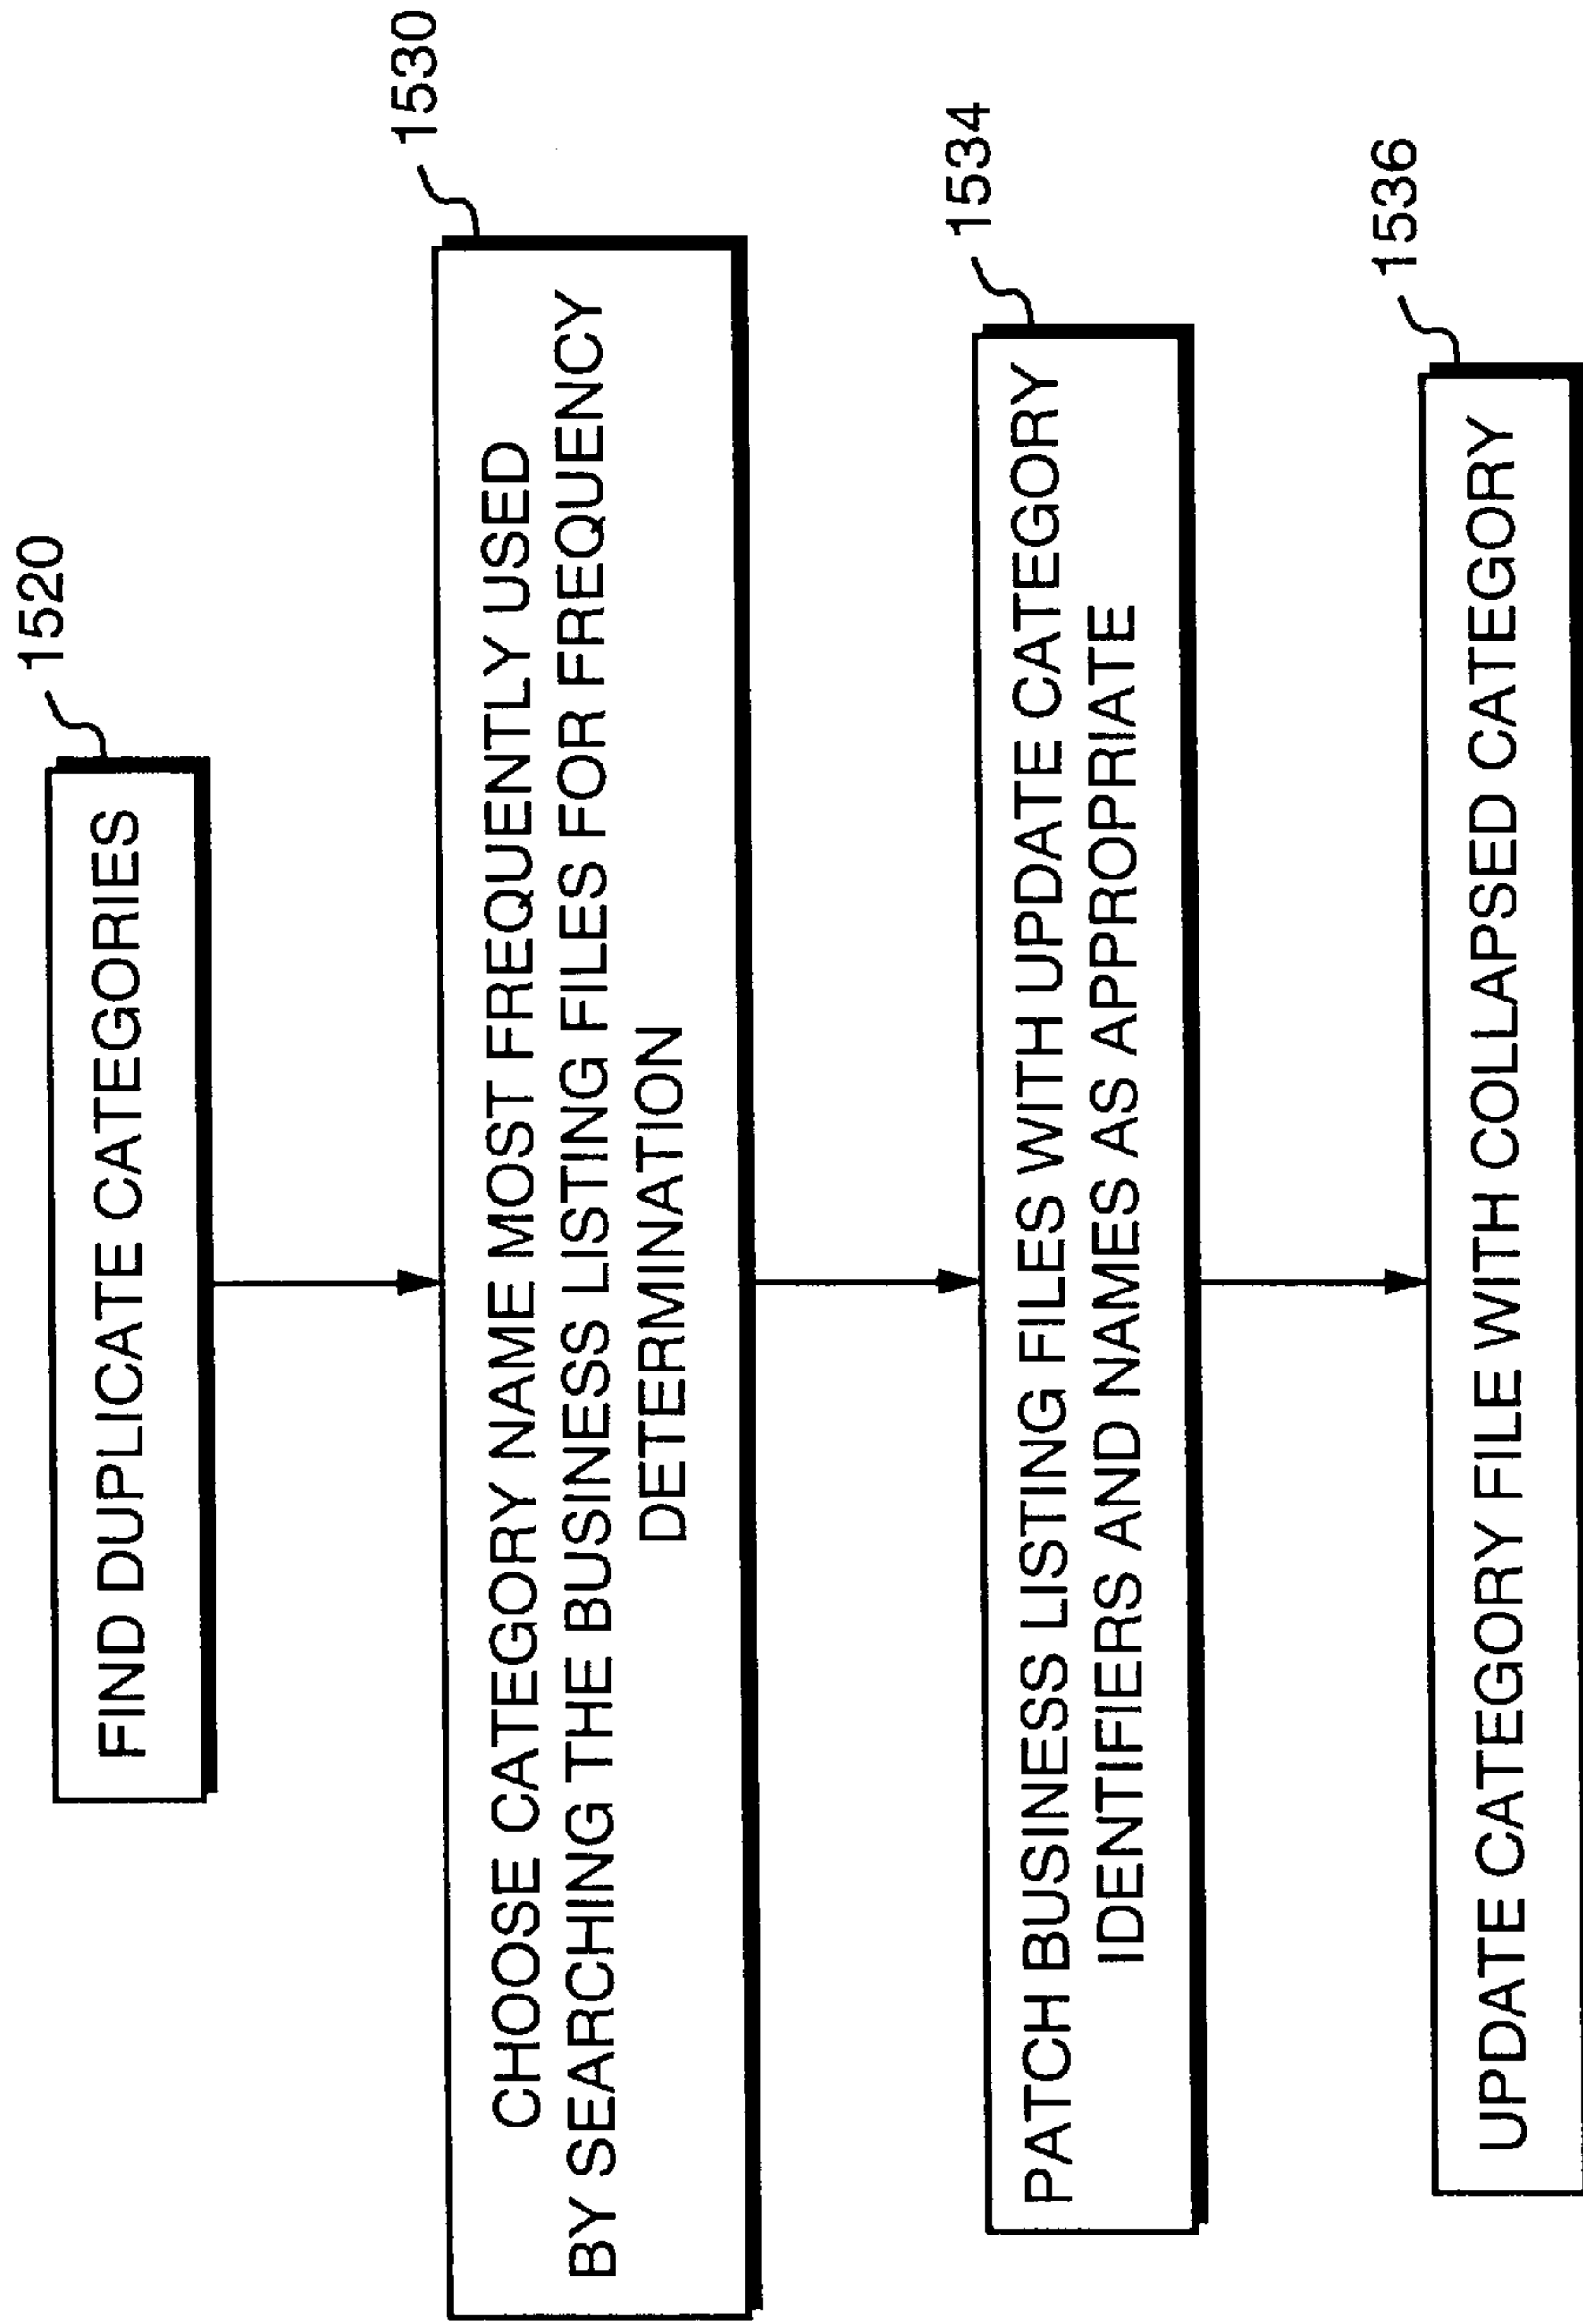 1520
FIND DUPLICATE CATEGORIES
1530
CHOOSE CATEGORY NAME MOST FREQUENTLY USED
BY SEARCHING THE BUSINESS LISTING FILES FOR FREQUENCY
DETERMINATION
1534
PATCH BUSINESS LISTING FILES WITH UPDATE CATEGORY
IDENTIFIERS AND NAMES AS APPROPRIATE
1536
UPDATE CATEGORY FILE WITH COLLAPSED CATEGORY